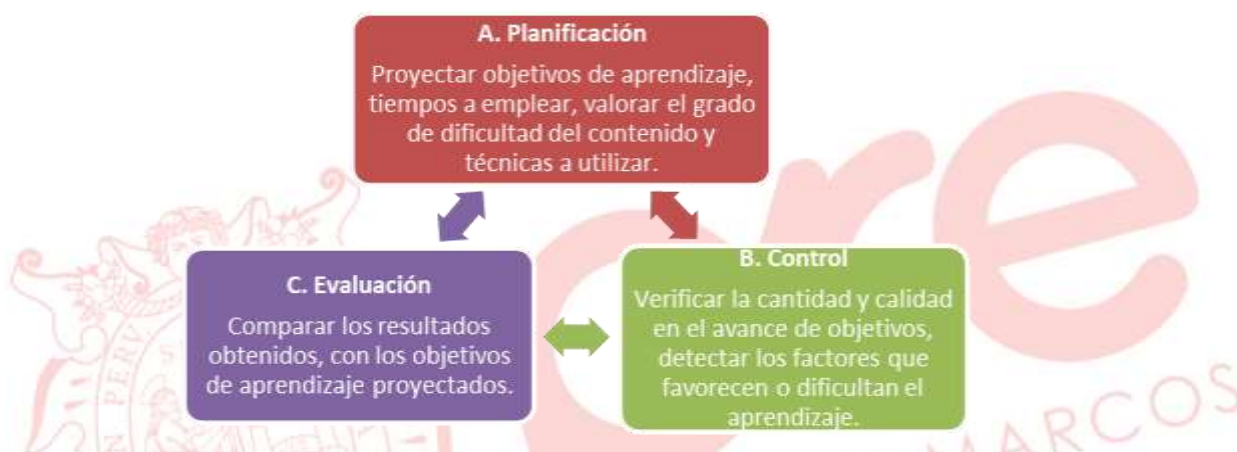 A. Planificación
Proyectar objetivos de aprendizaje,
tiempos a emplear, valorar el grado
de dificultad del contenido y
técnicas a utilizar.
C. Evaluación
Comparar los resultados
obtenidos, con los objetivos
de aprendizaje proyectados.
B. Control
Verificar la cantidad y calidad
en el avance de objetivos,
detectar los factores que
favorecen o dificultan el
aprendizaje.
re
MARCOS